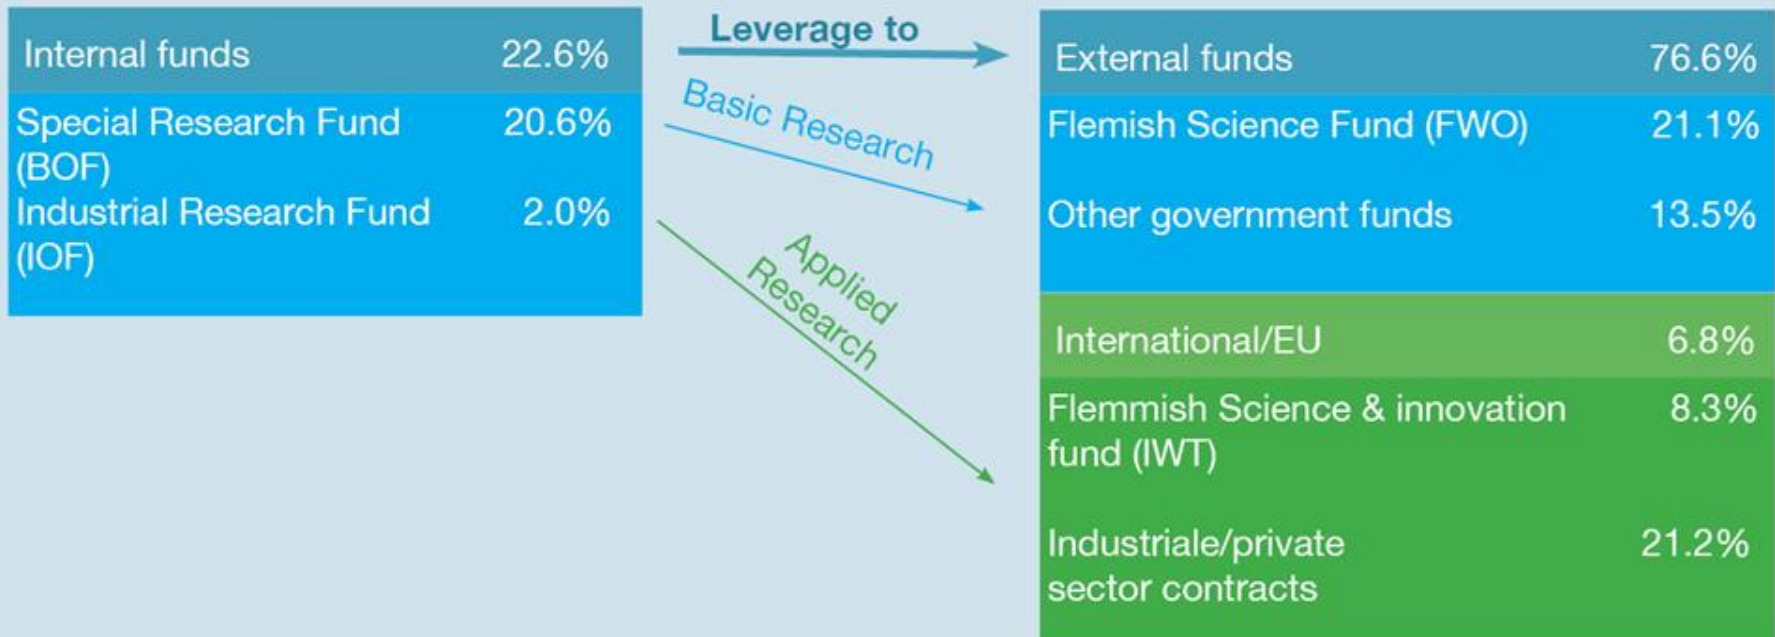 Internal funds 22.6%
Special Research Fund 20.6%
(BOF)
Industrial Research Fund 2.0%
(IOF)
Leverage to
Basic Research
Applied
Research
External funds 76.6%
Flemish Science Fund (FWO) 21.1%
Other government funds 13.5%
International/EU 6.8%
Flemmish Science & innovation 8.3%
fund (IWT)
Industriale/private 21.2%
sector contracts